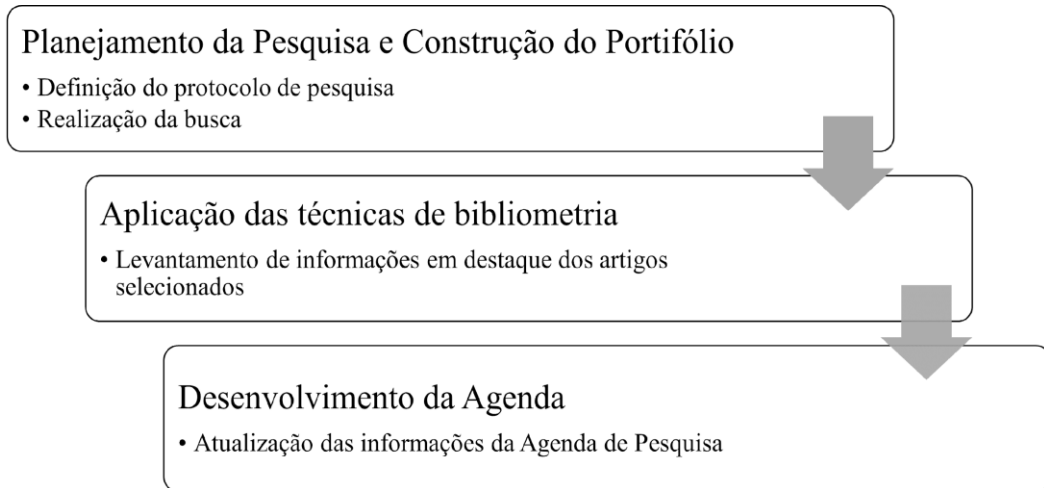 Planejamento da Pesquisa e Construção do Portifólio
• Definição do protocolo de pesquisa
• Realização da busca
Aplicação das técnicas de bibliometria
• Levantamento de informações em destaque dos artigos
selecionados
Desenvolvimento da Agenda
• Atualização das informações da Agenda de Pesquisa